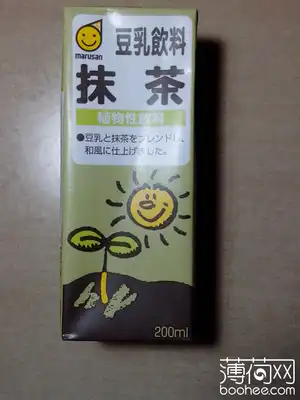 marusan
豆乳飲料
抹茶
植物性飲料
●豆乳と抹茶をブレンドし、
和風に仕上げました。
200ml
薄荷网
boohee.com